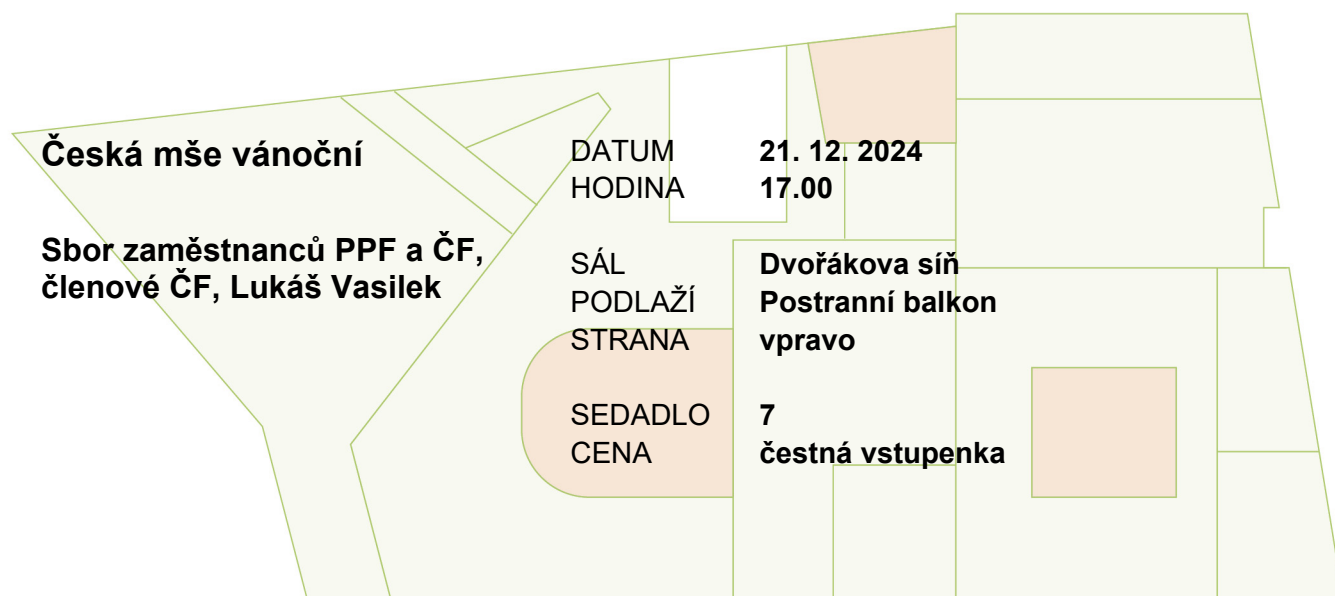 Česká mše vánoční
Sbor zaměstnanců PPF a ČF,
členové ČF, Lukáš Vasilek
DATUM 21. 12. 2024
HODINA 17.00
SÁL Dvořákova síň
PODLAŽÍ Postranní balkon
STRANA vpravo
SEDADLO 7
CENA čestná vstupenka